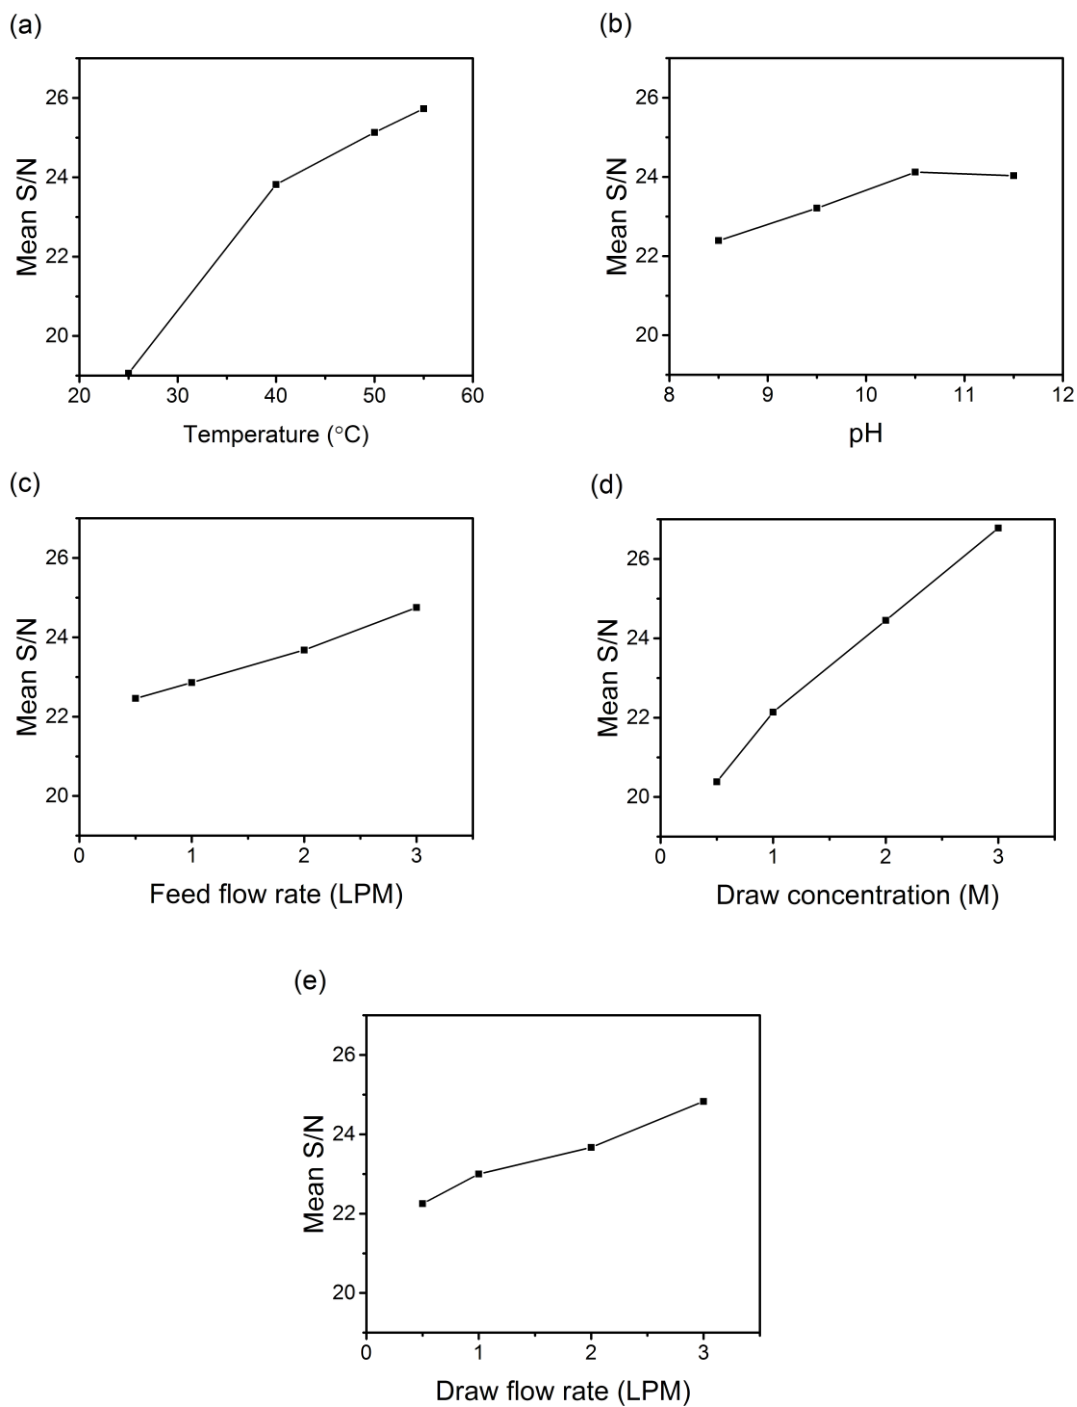 (a)
26
24
22
20
Mean S/N
20 30 40 50 60
Temperature (°C)
(b)
26
24
22
20
Mean S/N
8 9 10 11 12
pH
(c)
26
24
22
20
Mean S/N
0 1 2 3
Feed flow rate (LPM)
(d)
26
24
22
20
Mean S/N
0 1 2 3
Draw concentration (M)
(e)
26
24
22
20
Mean S/N
0 1 2 3
Draw flow rate (LPM)